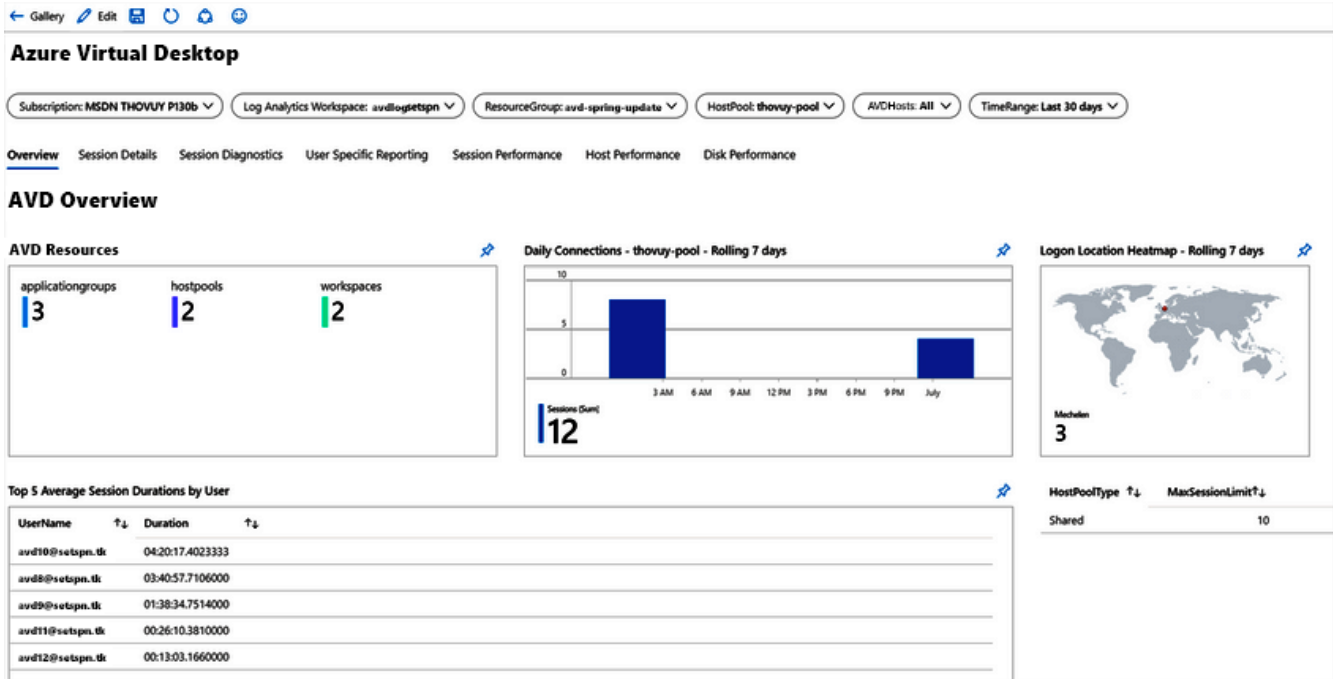 Gallery Edit
Azure Virtual Desktop
Subscription: MSDN THOVUY P130b Log Analytics Workspace: avdlogsetspn ResourceGroup: avd-spring-update HostPool: thovuy-pool AVDHosts: All TimeRange: Last 30 days
Overview Session Details Session Diagnostics User Specific Reporting Session Performance Host Performance Disk Performance
AVD Overview
AVD Resources
applicationgroups hostpools workspaces
3 2 2
Daily Connections - thovuy-pool - Rolling 7 days
10
5
0
3 AM 6 AM 9 AM 12 PM 3 PM 6 PM 9 PM July
Sessions (Sum)
12
Logon Location Heatmap - Rolling 7 days
Mechelen
3
Top 5 Average Session Durations by User
UserName ↑↓ Duration ↑↓
avd10@setspn.tk 04:20:17.4023333
avd8@setspn.tk 03:40:57.7106000
avd9@setspn.tk 01:38:34.7514000
avd11@setspn.tk 00:26:10.3810000
avd12@setspn.tk 00:13:03.1660000
HostPoolType ↑↓ MaxSessionLimit↑↓
Shared 10